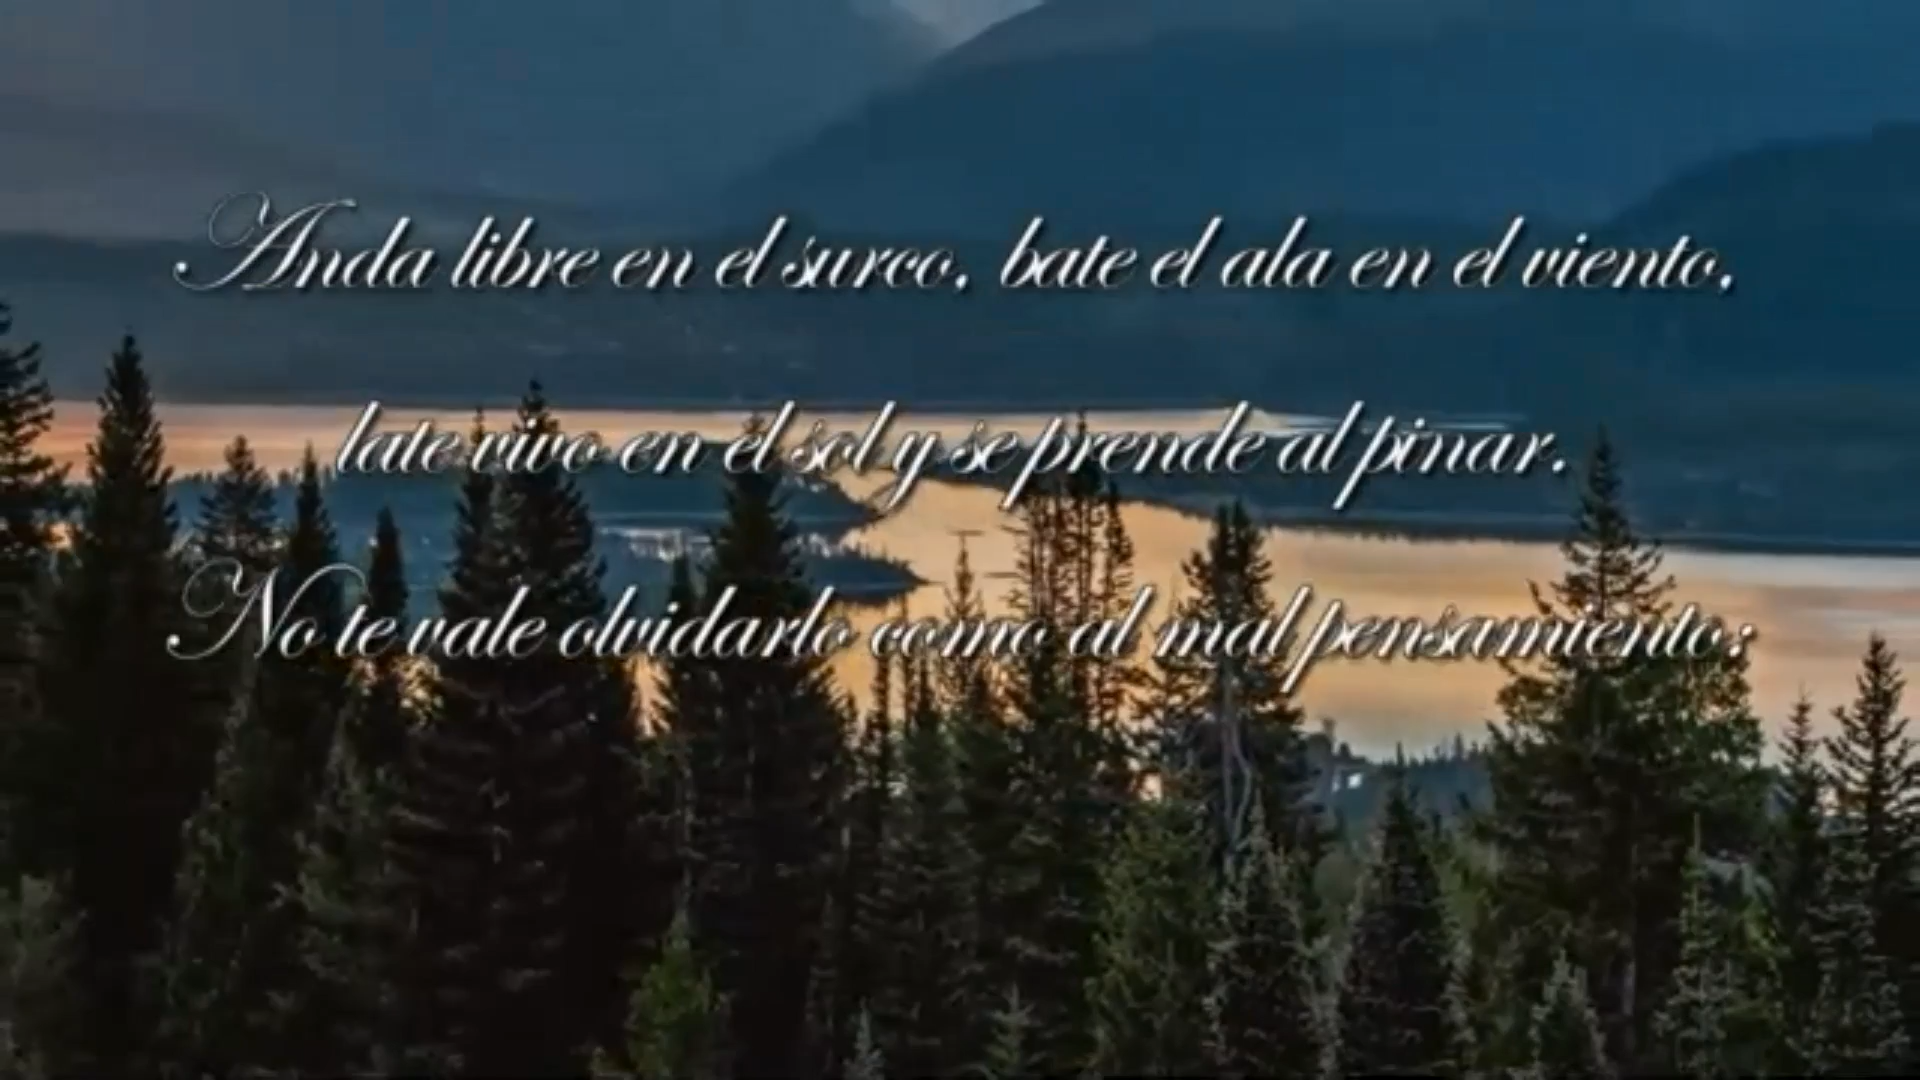 Anda libre en el surco, bate el ala en el viento,
late vivo en el sol y se prende al pinar.
No te vale olvidarlo como al mal pensamiento: